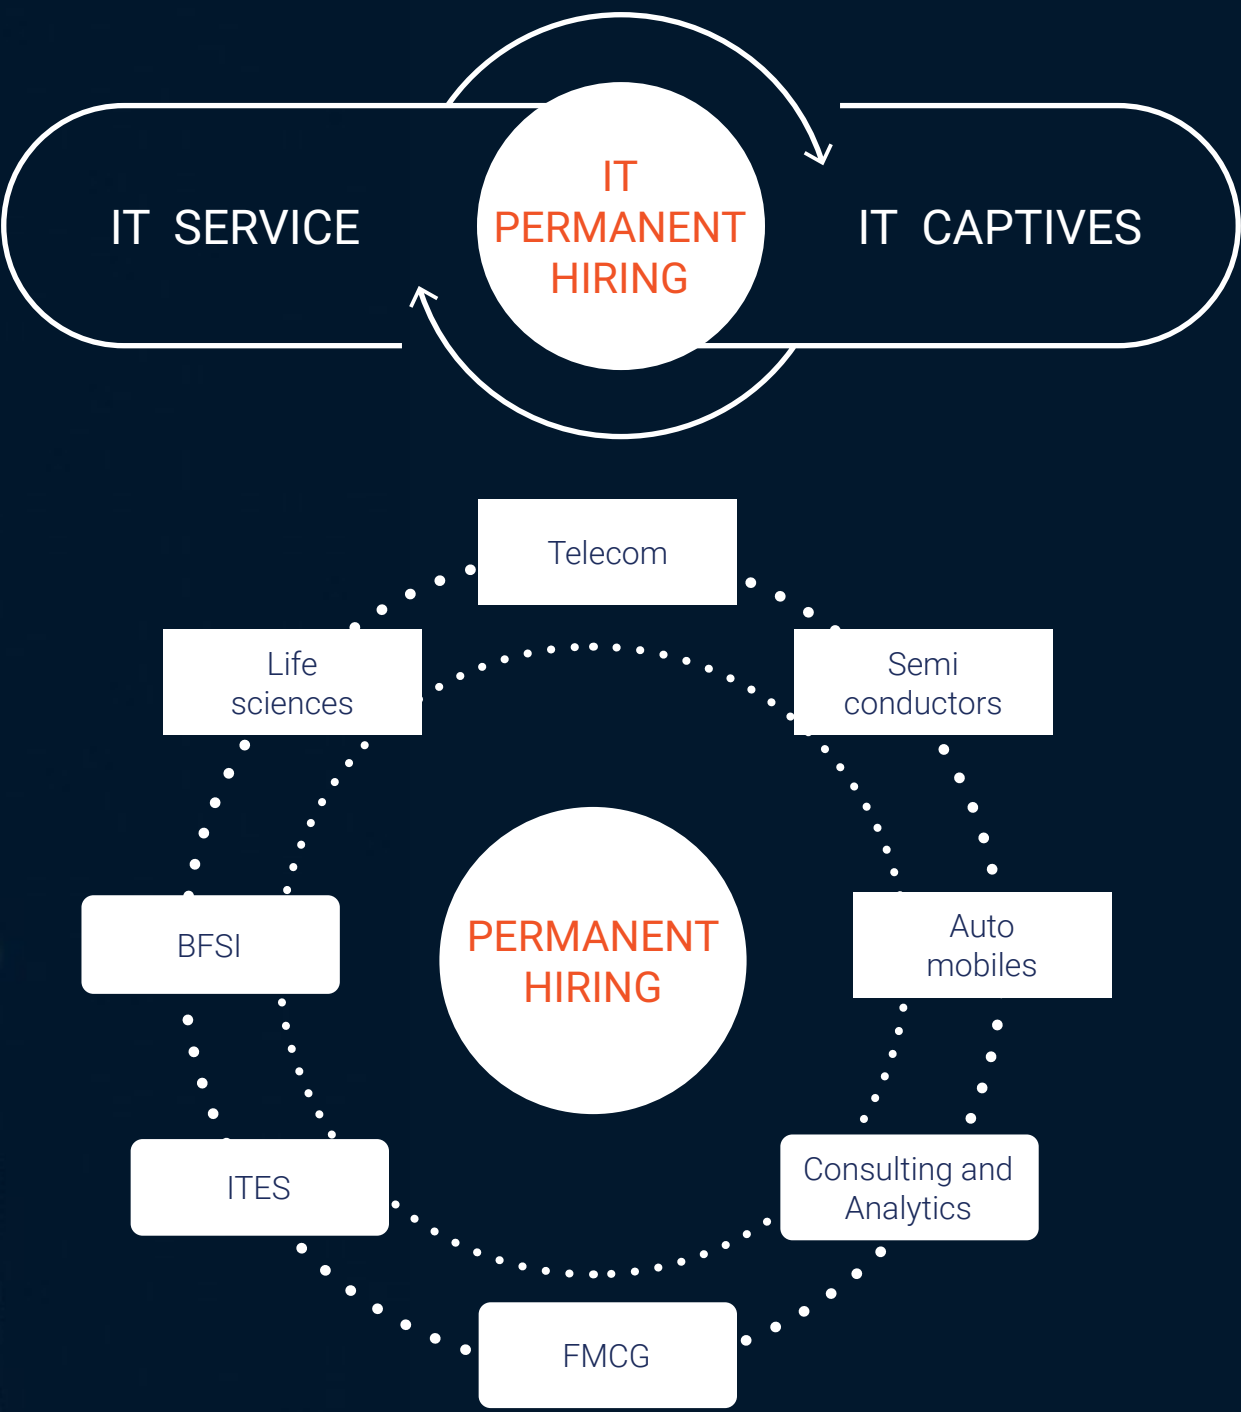 IT SERVICE
IT
PERMANENT
HIRING
IT CAPTIVES
Telecom
Life
sciences
Semi
conductors
BFSI
PERMANENT
HIRING
Auto
mobiles
ITES
Consulting and
Analytics
FMCG